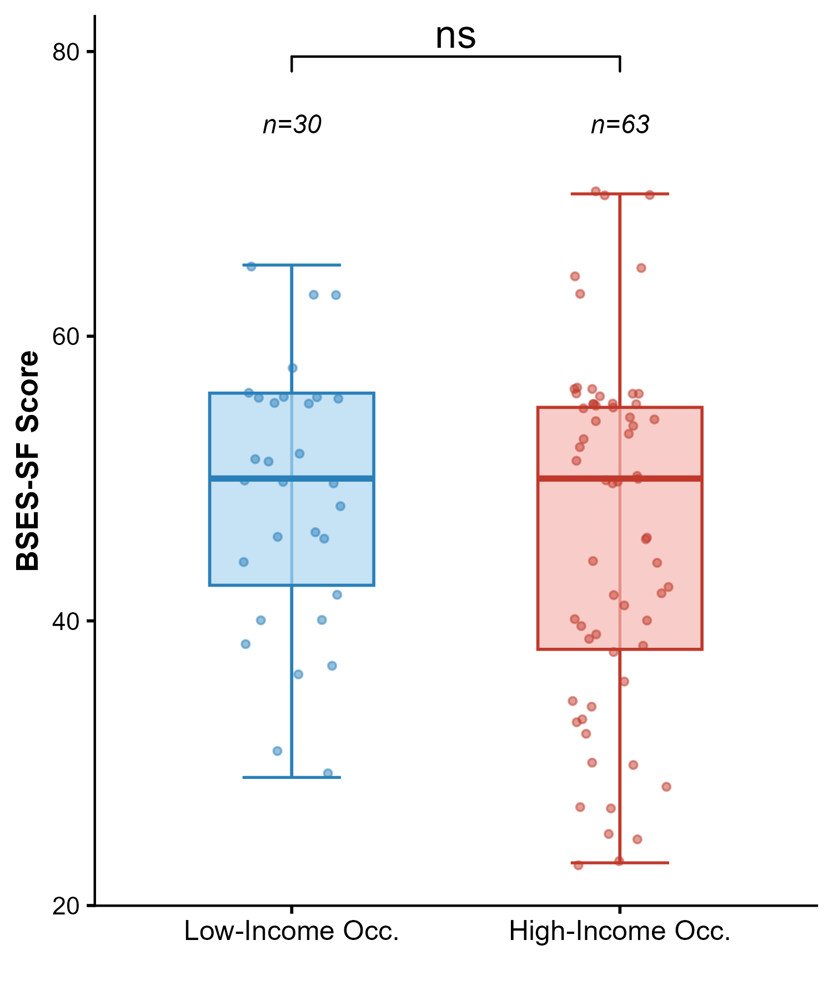 ns
80
n=30
n=63
60
BSES-SF Score
40
20
Low-Income Occ.
High-Income Occ.